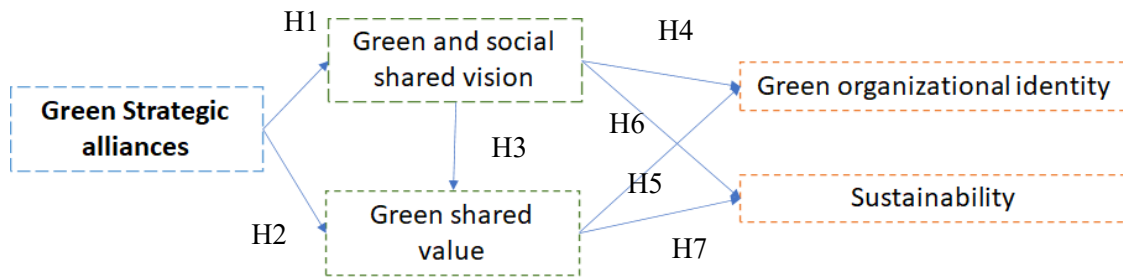 H1
Green and social
shared vision
H4
Green organizational identity
Green Strategic
alliances
H6
H3
H5
Sustainability
Green shared
value
H2
H7